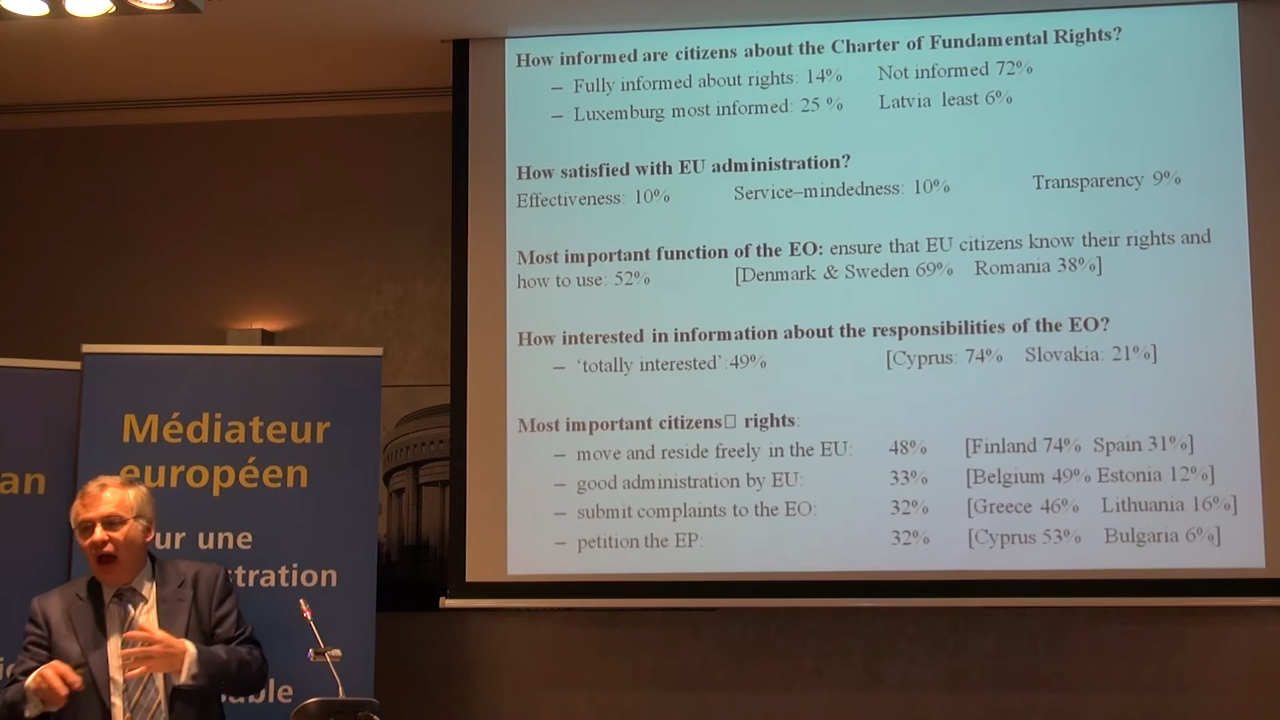 How informed are citizens about the Charter of Fundamental Rights?
– Fully informed about rights: 14% Not informed 72%
– Luxemburg most informed: 25 % Latvia least 6%
How satisfied with EU administration?
Effectiveness: 10% Service–mindedness: 10% Transparency 9%
Most important function of the EO: ensure that EU citizens know their rights and
how to use: 52% [Denmark & Sweden 69% Romania 38%]
How interested in information about the responsibilities of the EO?
– ‘totally interested’:49% [Cyprus: 74% Slovakia: 21%]
Most important citizens□ rights:
– move and reside freely in the EU: 48% [Finland 74% Spain 31%]
– good administration by EU: 33% [Belgium 49% Estonia 12%]
– submit complaints to the EO: 32% [Greece 46% Lithuania 16%]
– petition the EP: 32% [Cyprus 53% Bulgaria 6%]
Médiateur
européen
ur une
stration
able
an